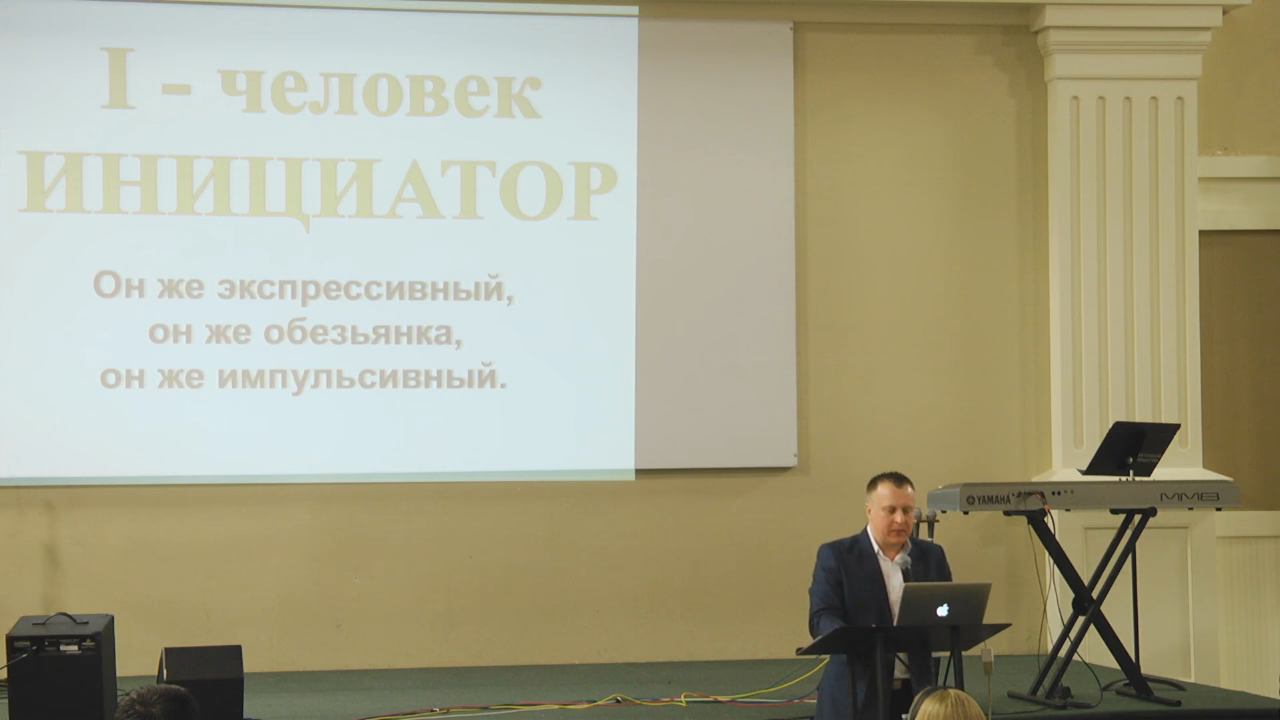 I - человек
ИНИЦИАТОР
Он же экспрессивный,
он же обезьянка,
он же импульсивный.
YAMAHA
MM8